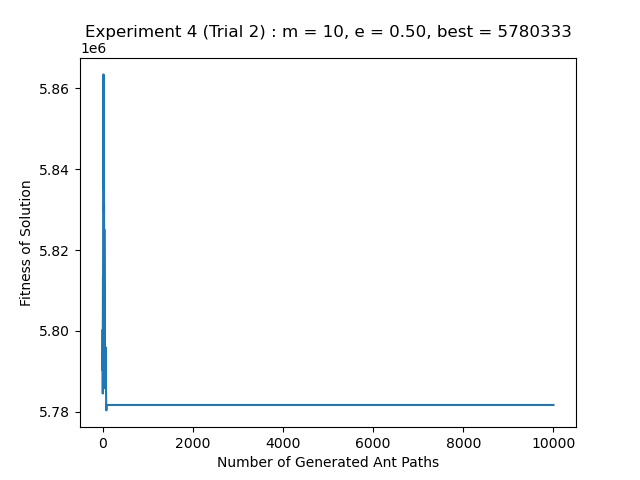 Experiment 4 (Trial 2) : m = 10, e = 0.50, best = 5780333
1e6
5.86
5.84
5.82
5.80
5.78
Fitness of Solution
0 2000 4000 6000 8000 10000
Number of Generated Ant Paths